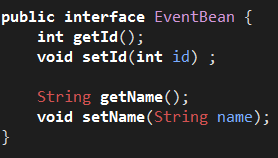 public interface EventBean {
    int getId();
    void setId(int id) ;

    String getName();
    void setName(String name);
}